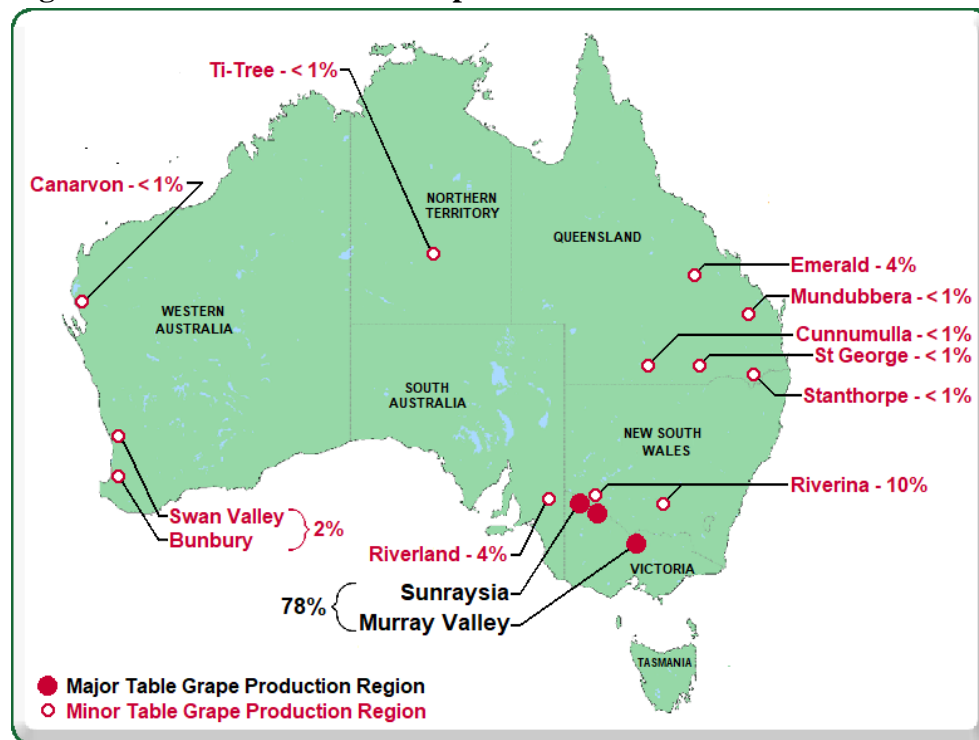 Ti-Tree - < 1%
Canarvon - < 1%
NORTHERN
TERRITORY
QUEENSLAND
Emerald - 4%
Mundubbera - < 1%
WESTERN
AUSTRALIA
Cunnumulla - < 1%
St George - < 1%
SOUTH
AUSTRALIA
Stanthorpe - < 1%
NEW SOUTH
WALES
Riverina - 10%
Swan Valley
Bunbury
2%
Riverland - 4%
VICTORIA
78%
Sunraysia
Murray Valley
TASMANIA
Major Table Grape Production Region
Minor Table Grape Production Region